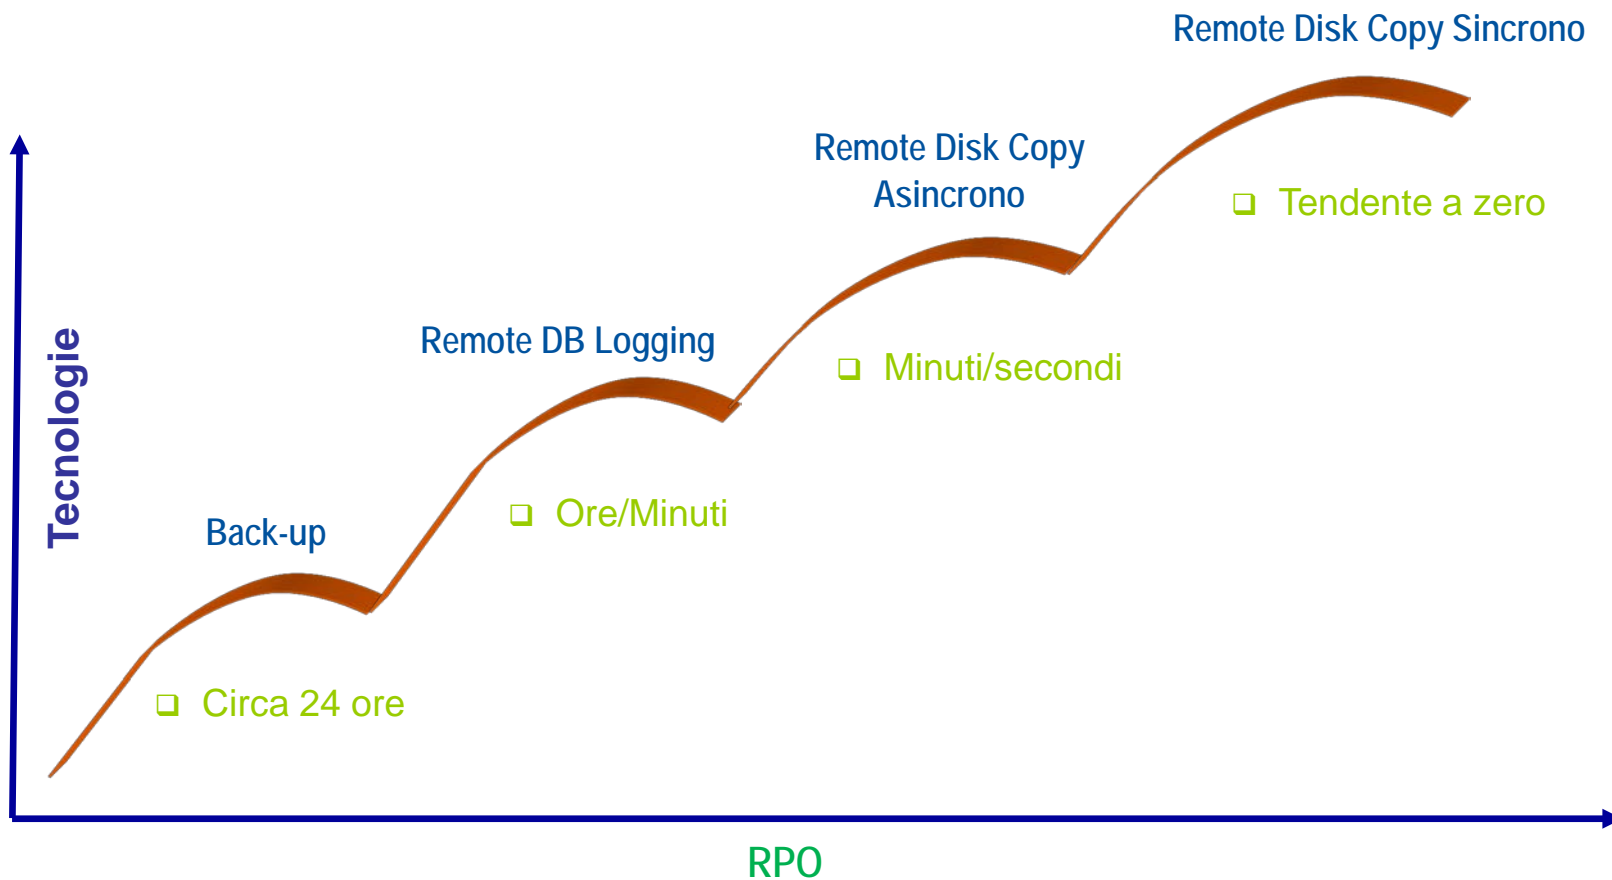 Remote Disk Copy Sincrono
Remote Disk Copy
Asincrono
Tendente a zero
Remote DB Logging
Minuti/secondi
Tecnologie
Back-up
Ore/Minuti
Circa 24 ore
RPO